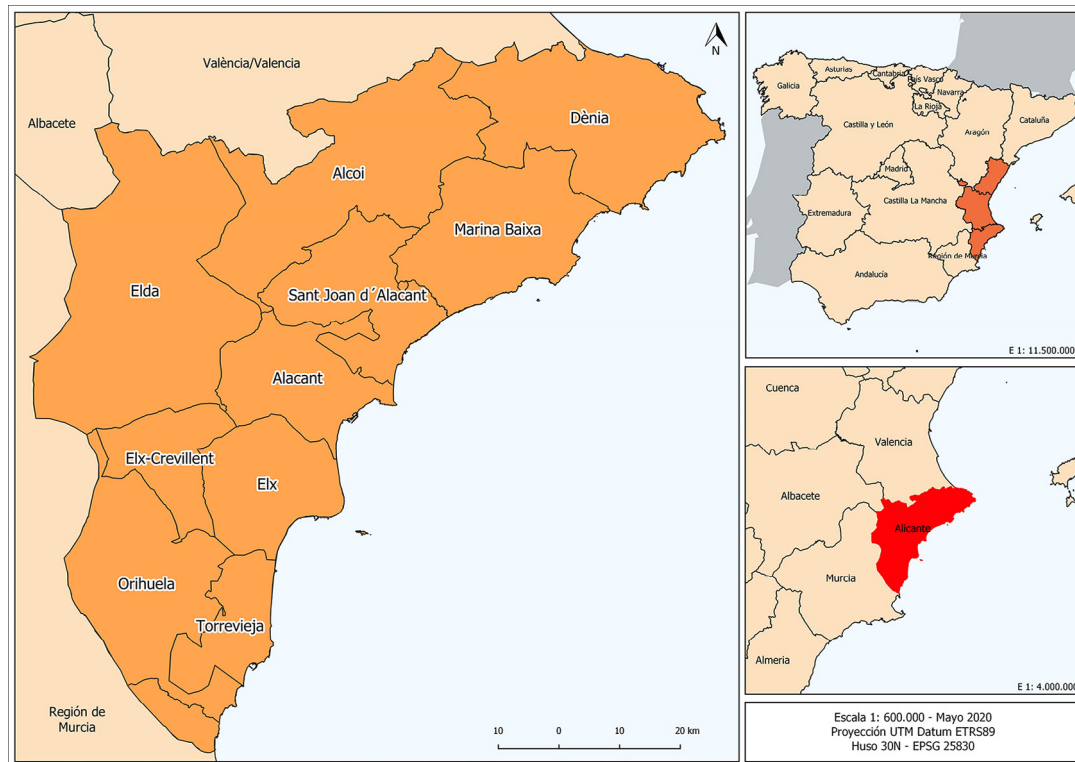 València/Valencia
Albacete
Dènia
Alcoi
Marina Baixa
Elda
Sant Joan d´Alacant
Alacant
Elx-Crevillent
Elx
Orihuela
Torrevieja
Región de
Murcia
N
10 0 10 20 km
Asturias
Cantabria
País Vasco
Galicia
Navarra
La Rioja
Castilla y León
Aragón
Cataluña
Madrid
Castilla La Mancha
Extremadura
Región de Murcia
Andalucía
E 1: 11.500.000
Cuenca
Valencia
Albacete
Alicante
Murcia
Almeria
E 1: 4.000.000
Escala 1: 600.000 - Mayo 2020
Proyección UTM Datum ETRS89
Huso 30N - EPSG 25830